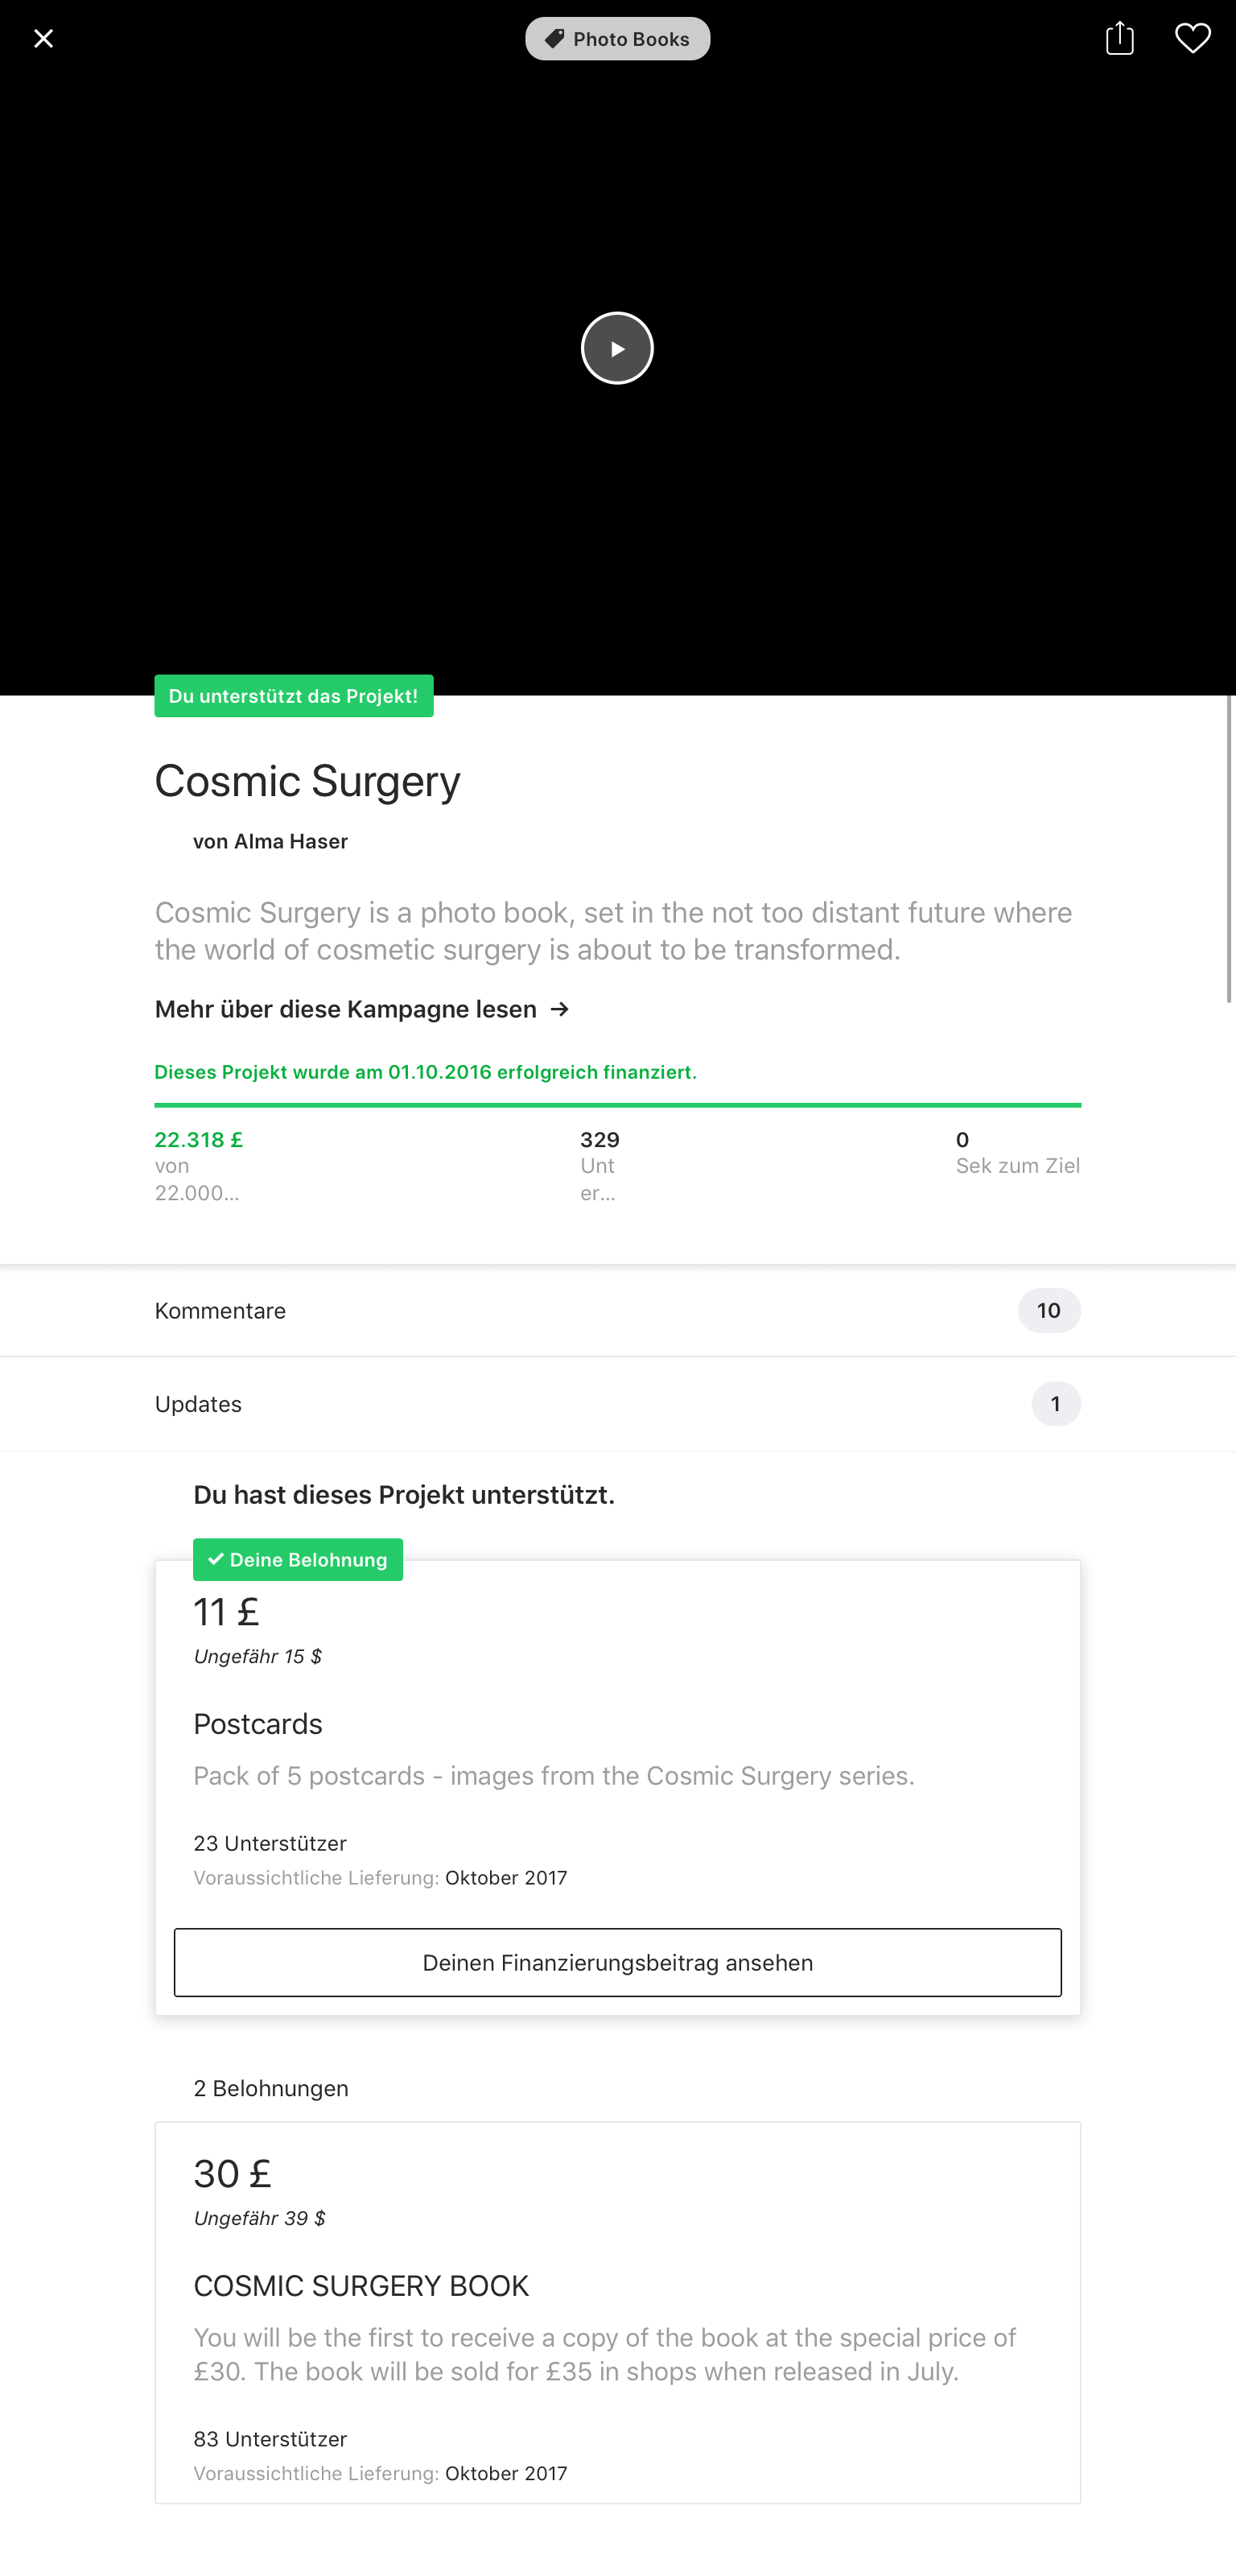 Photo Books
Du unterstützt das Projekt!
Cosmic Surgery
von Alma Haser
Cosmic Surgery is a photo book, set in the not too distant future where
the world of cosmetic surgery is about to be transformed.
Mehr über diese Kampagne lesen →
Dieses Projekt wurde am 01.10.2016 erfolgreich finanziert.
22.318 £
von
22.000…
329
Unt
er…
0
Sek zum Ziel
Kommentare
10
Updates
1
Du hast dieses Projekt unterstützt.
✓ Deine Belohnung
11 £
Ungefähr 15 $
Postcards
Pack of 5 postcards - images from the Cosmic Surgery series.
23 Unterstützer
Voraussichtliche Lieferung: Oktober 2017
Deinen Finanzierungsbeitrag ansehen
2 Belohnungen
30 £
Ungefähr 39 $
COSMIC SURGERY BOOK
You will be the first to receive a copy of the book at the special price of
£30. The book will be sold for £35 in shops when released in July.
83 Unterstützer
Voraussichtliche Lieferung: Oktober 2017